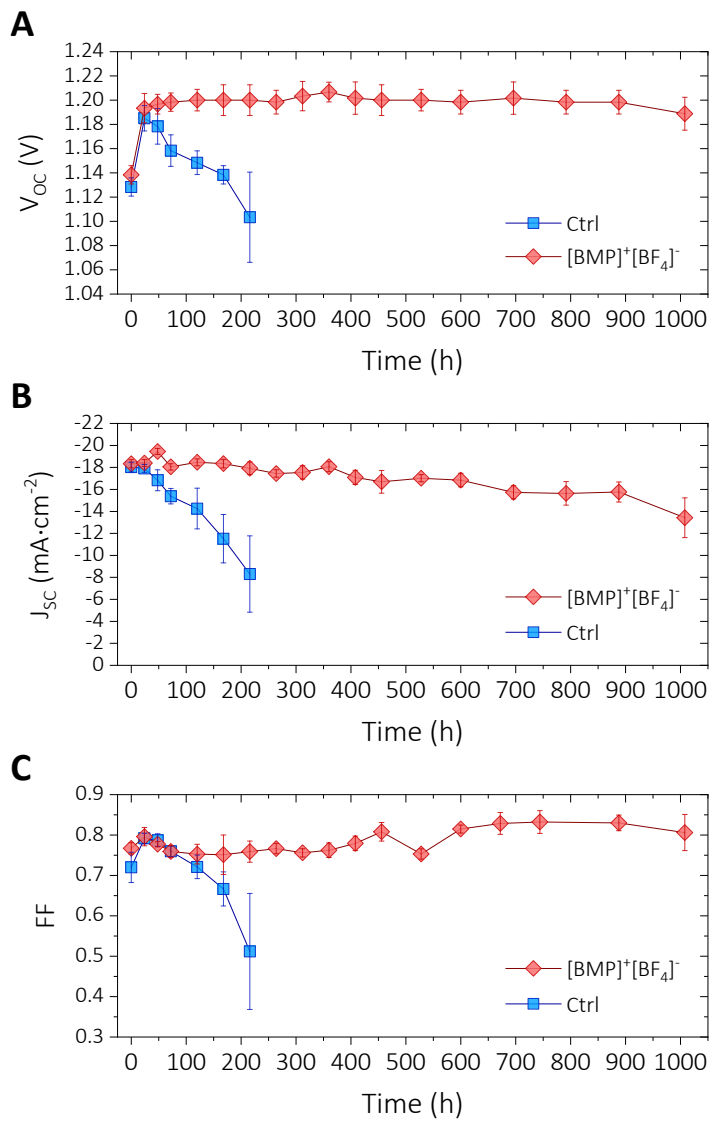 A
1.24
1.22
1.20
1.18
1.16
1.14
1.12
1.10
1.08
1.06
1.04
V_OC (V)
Ctrl
[BMP]⁺[BF₄]⁻
0 100 200 300 400 500 600 700 800 900 1000
Time (h)
B
-22
-20
-18
-16
-14
-12
-10
-8
-6
-4
-2
0
J_SC (mA·cm⁻²)
[BMP]⁺[BF₄]⁻
Ctrl
0 100 200 300 400 500 600 700 800 900 1000
Time (h)
C
0.9
0.8
0.7
0.6
0.5
0.4
0.3
FF
[BMP]⁺[BF₄]⁻
Ctrl
0 100 200 300 400 500 600 700 800 900 1000
Time (h)